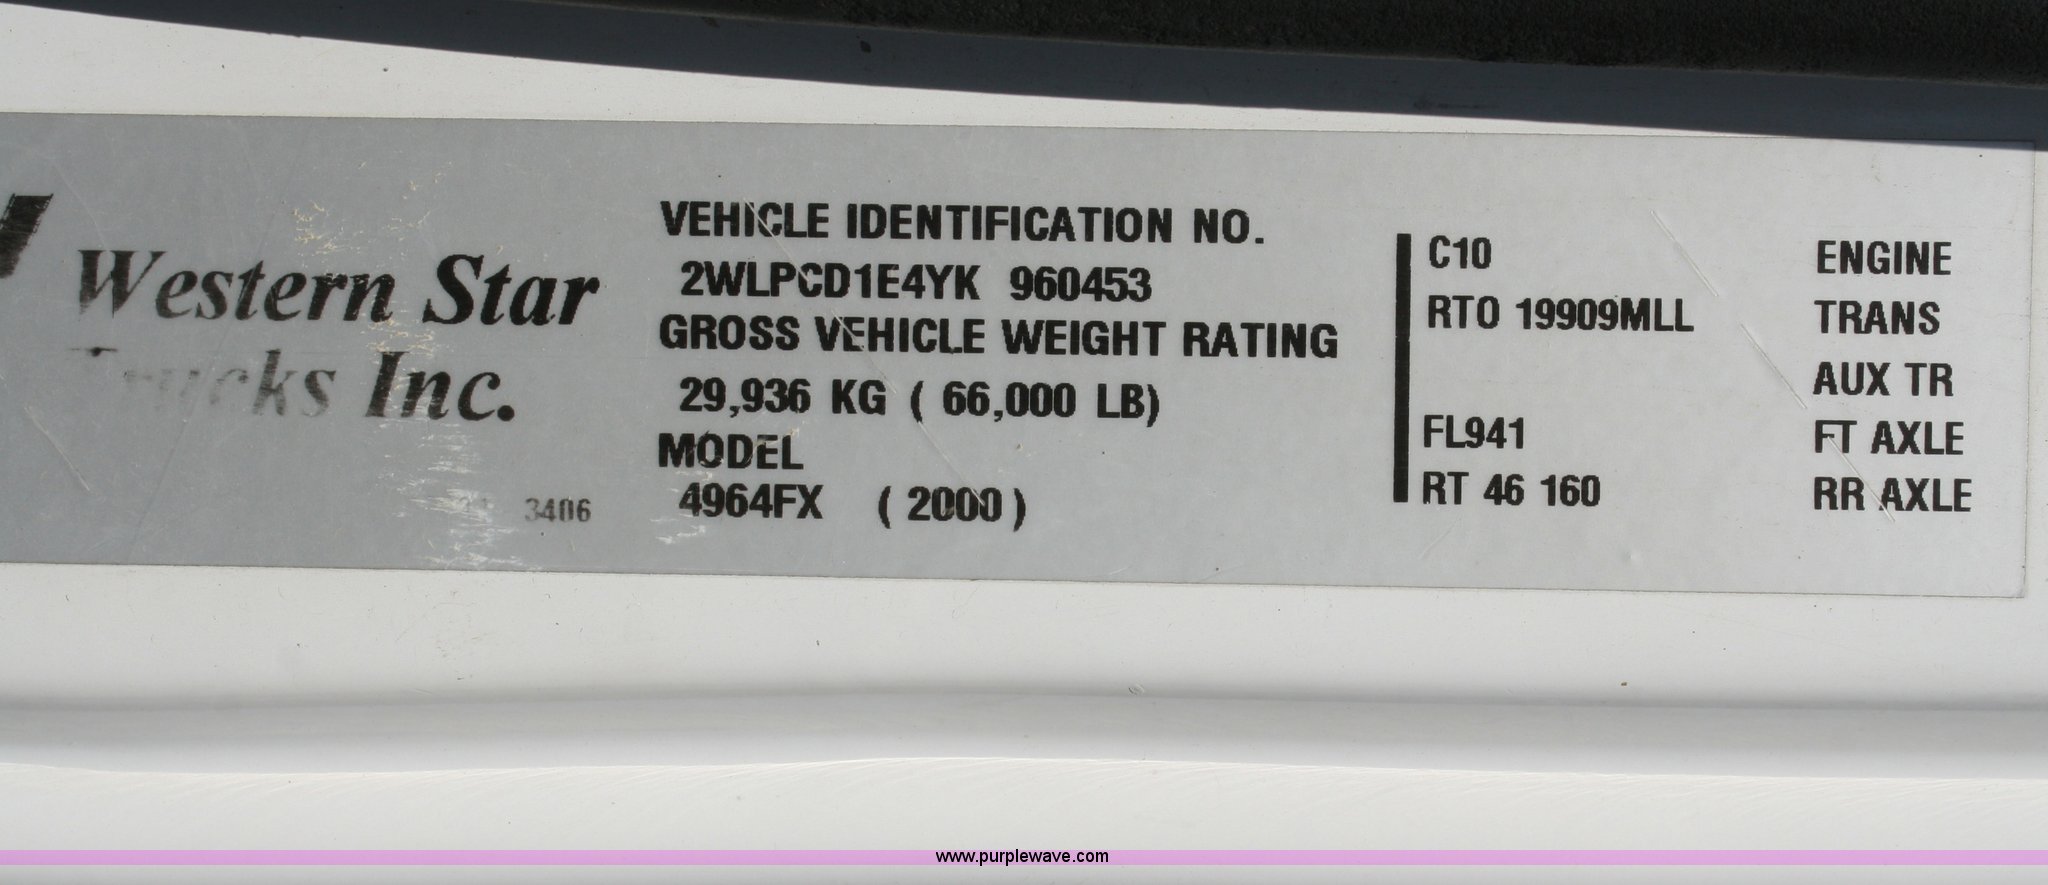 Western Star
Trucks Inc.
3406
VEHICLE IDENTIFICATION NO.
2WLPCD1E4YK 960453
GROSS VEHICLE WEIGHT RATING
29,936 KG ( 66,000 LB)
MODEL
4964FX ( 2000 )
C10 ENGINE
RTO 19909MLL TRANS
AUX TR
FL941 FT AXLE
RT 46 160 RR AXLE
www.purplewave.com